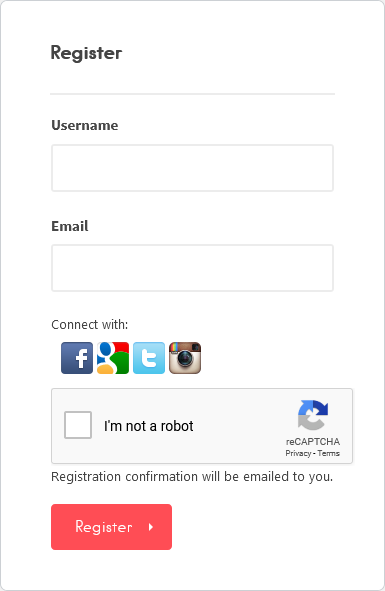 Register
Username
Email
Connect with:
I'm not a robot
reCAPTCHA
Privacy - Terms
Registration confirmation will be emailed to you.
Register